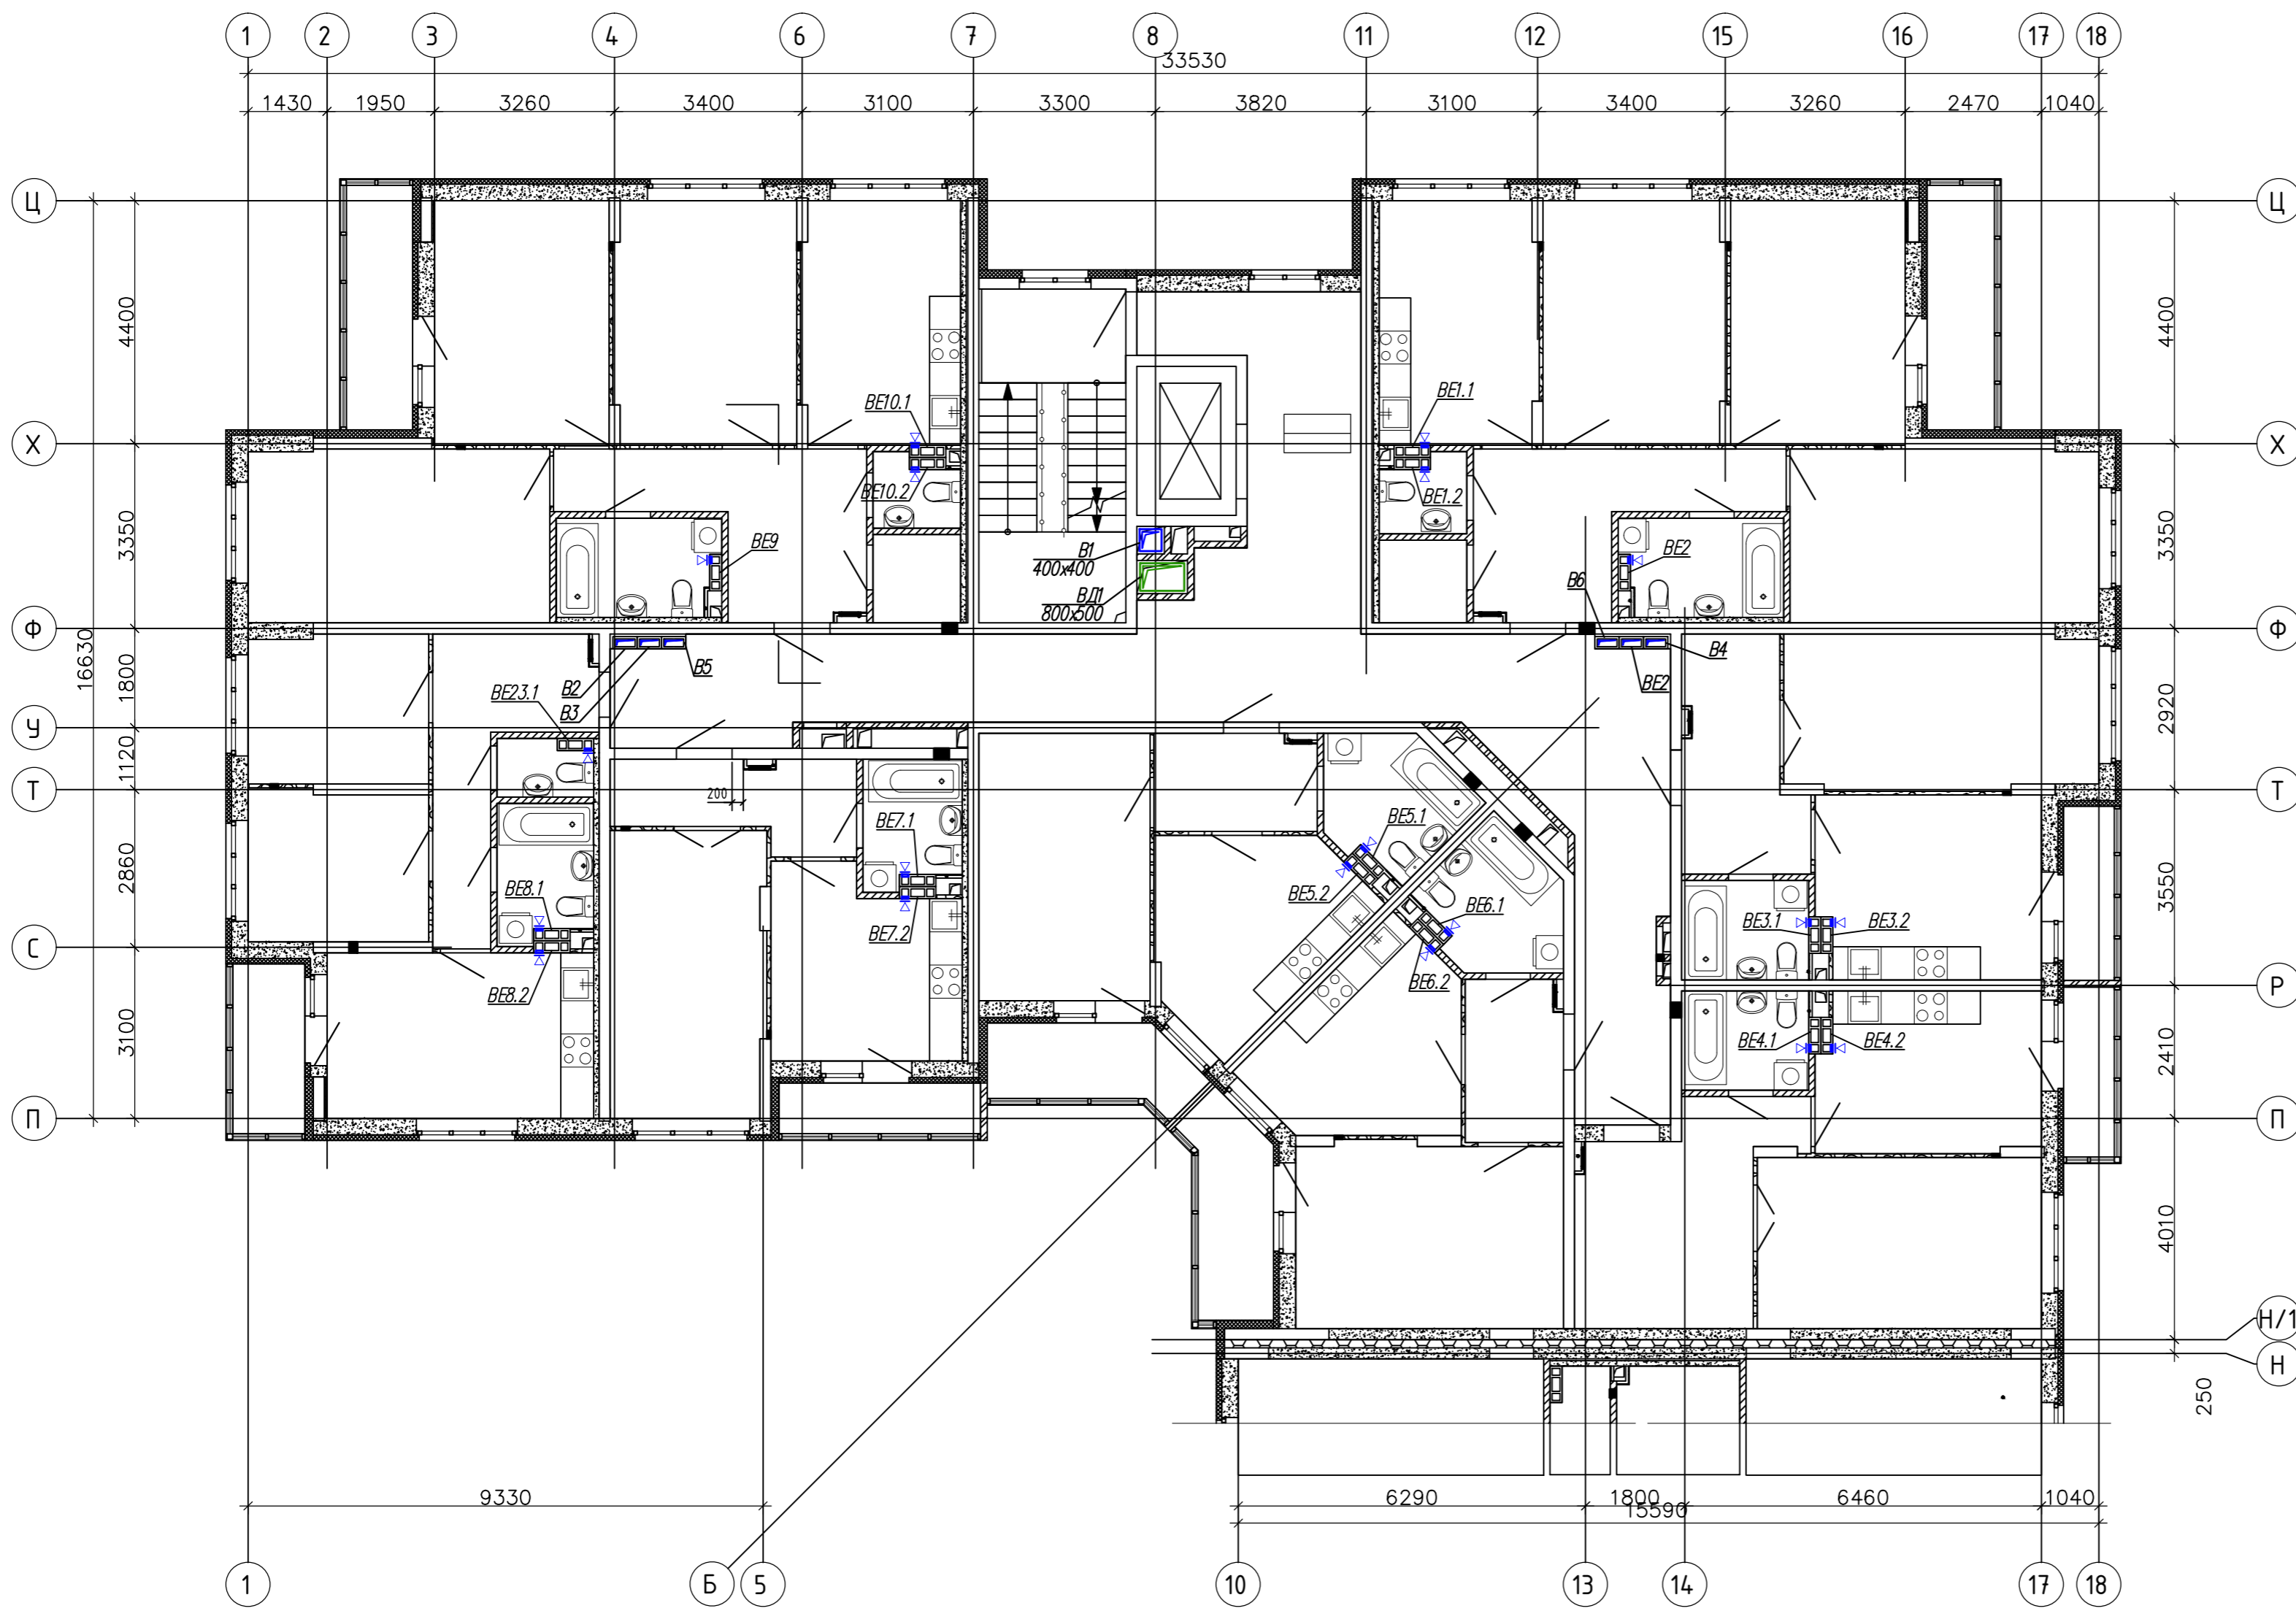 1 2 3 4 6 7 8 11 12 15 16 17 18
33530
1430 1950 3260 3400 3100 3300 3820 3100 3400 3260 2470 1040
Ц Ц
4400 4400
ВЕ10.1 ВЕ1.1
Х Х
ВЕ10.2 ВЕ1.2
3350 3350
ВЕ9 В1 ВЕ2
400х400
В6
ВД1
800х500
Ф Ф
16630
В5 В4
1800
В2 ВЕ2
ВЕ23.1
В3
2920
У
1120
Т Т
200
ВЕ7.1 ВЕ5.1
2860
ВЕ8.1 ВЕ5.2
3550
ВЕ6.1
ВЕ3.1 ВЕ3.2
ВЕ7.2
С
ВЕ6.2
ВЕ8.2
Р
3100
ВЕ4.1 ВЕ4.2
2410
П П
4010
Н/1
Н
250
9330 6290 1800 6460 1040
15590
1 Б 5 10 13 14 17 18